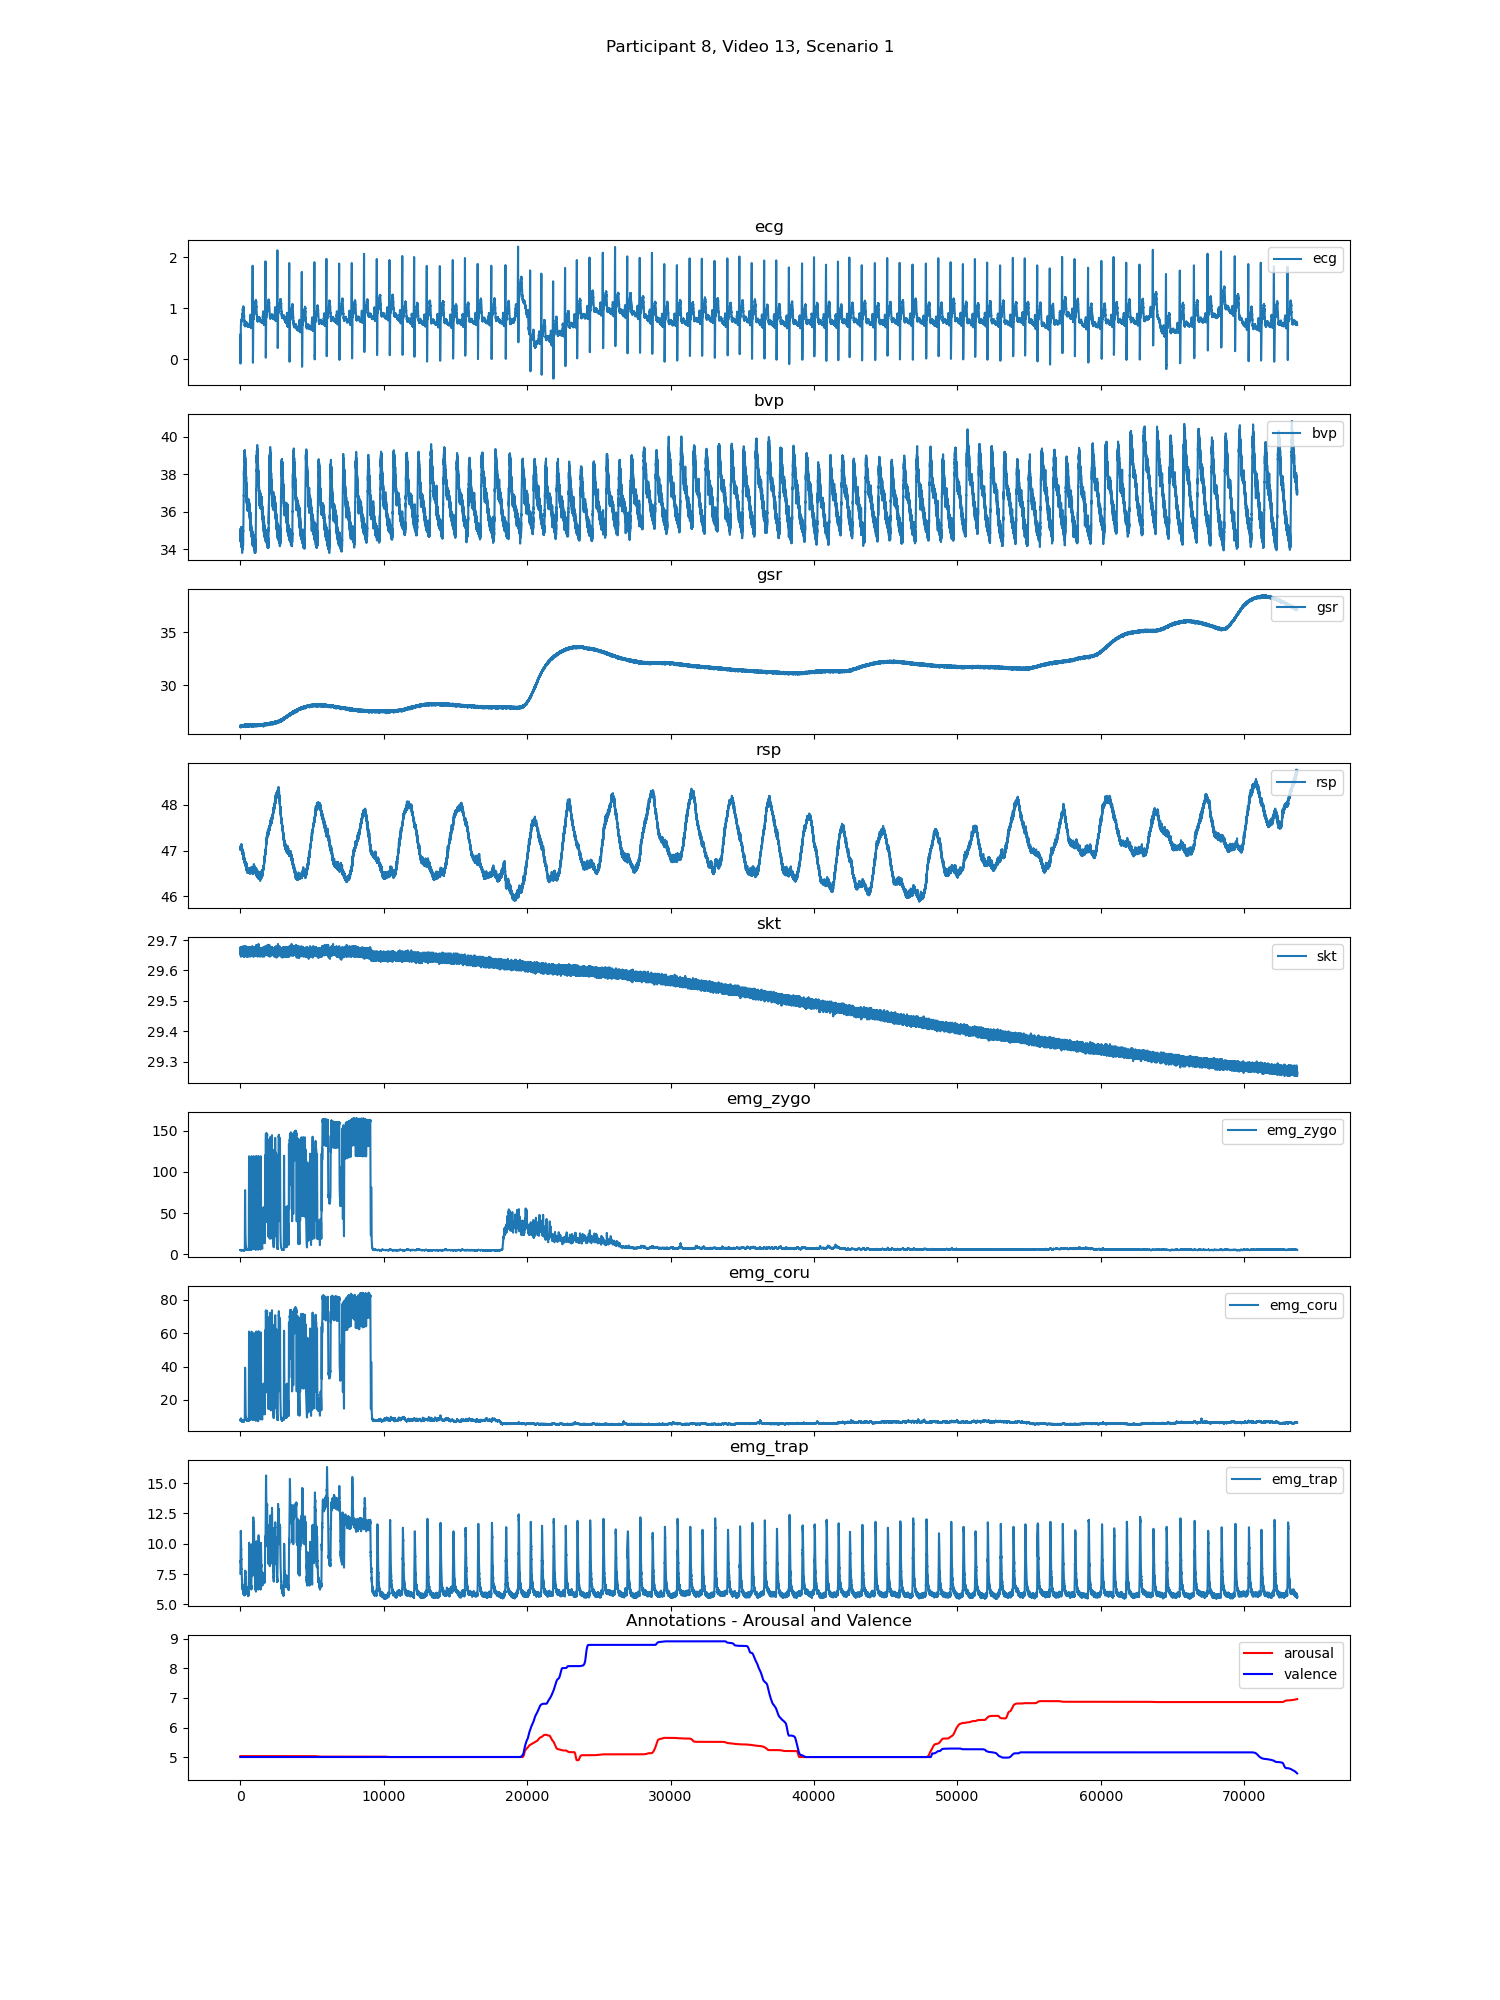 Participant 8, Video 13, Scenario 1
ecg
2
1
0
ecg
bvp
40
38
36
34
bvp
gsr
35
30
gsr
rsp
48
47
46
rsp
skt
29.7
29.6
29.5
29.4
29.3
skt
emg_zygo
150
100
50
0
emg_zygo
emg_coru
80
60
40
20
emg_coru
emg_trap
15.0
12.5
10.0
7.5
5.0
emg_trap
Annotations - Arousal and Valence
9
8
7
6
5
arousal
valence
0 10000 20000 30000 40000 50000 60000 70000